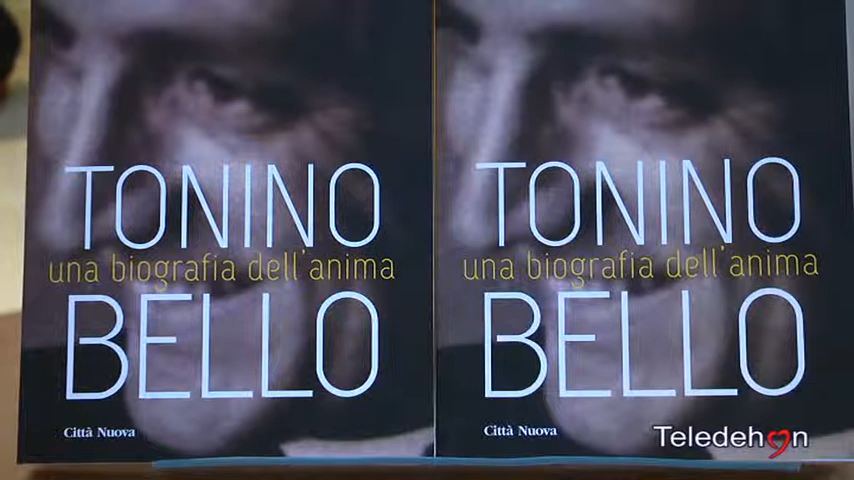 TONINO
una biografia dell'anima
BELLO
Città Nuova
TONINO
una biografia dell'anima
BELLO
Città Nuova
Teledehon